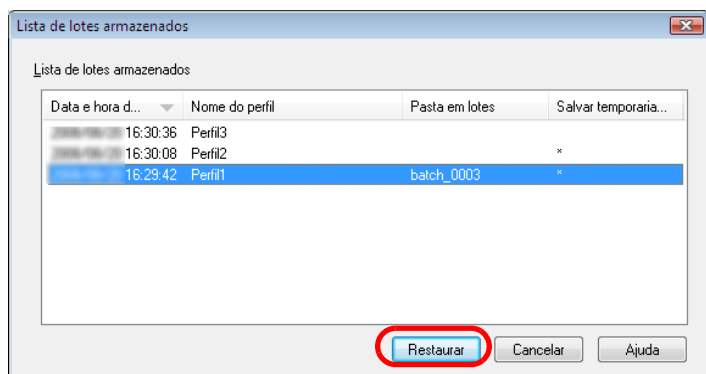 Lista de lotes armazenados
Lista de lotes armazenados
Data e hora d... Nome do perfil Pasta em lotes Salvar temporaria...
16:30:36 Perfil3
16:30:08 Perfil2 *
16:29:42 Perfil1 batch_0003 *
Restaurar Cancelar Ajuda